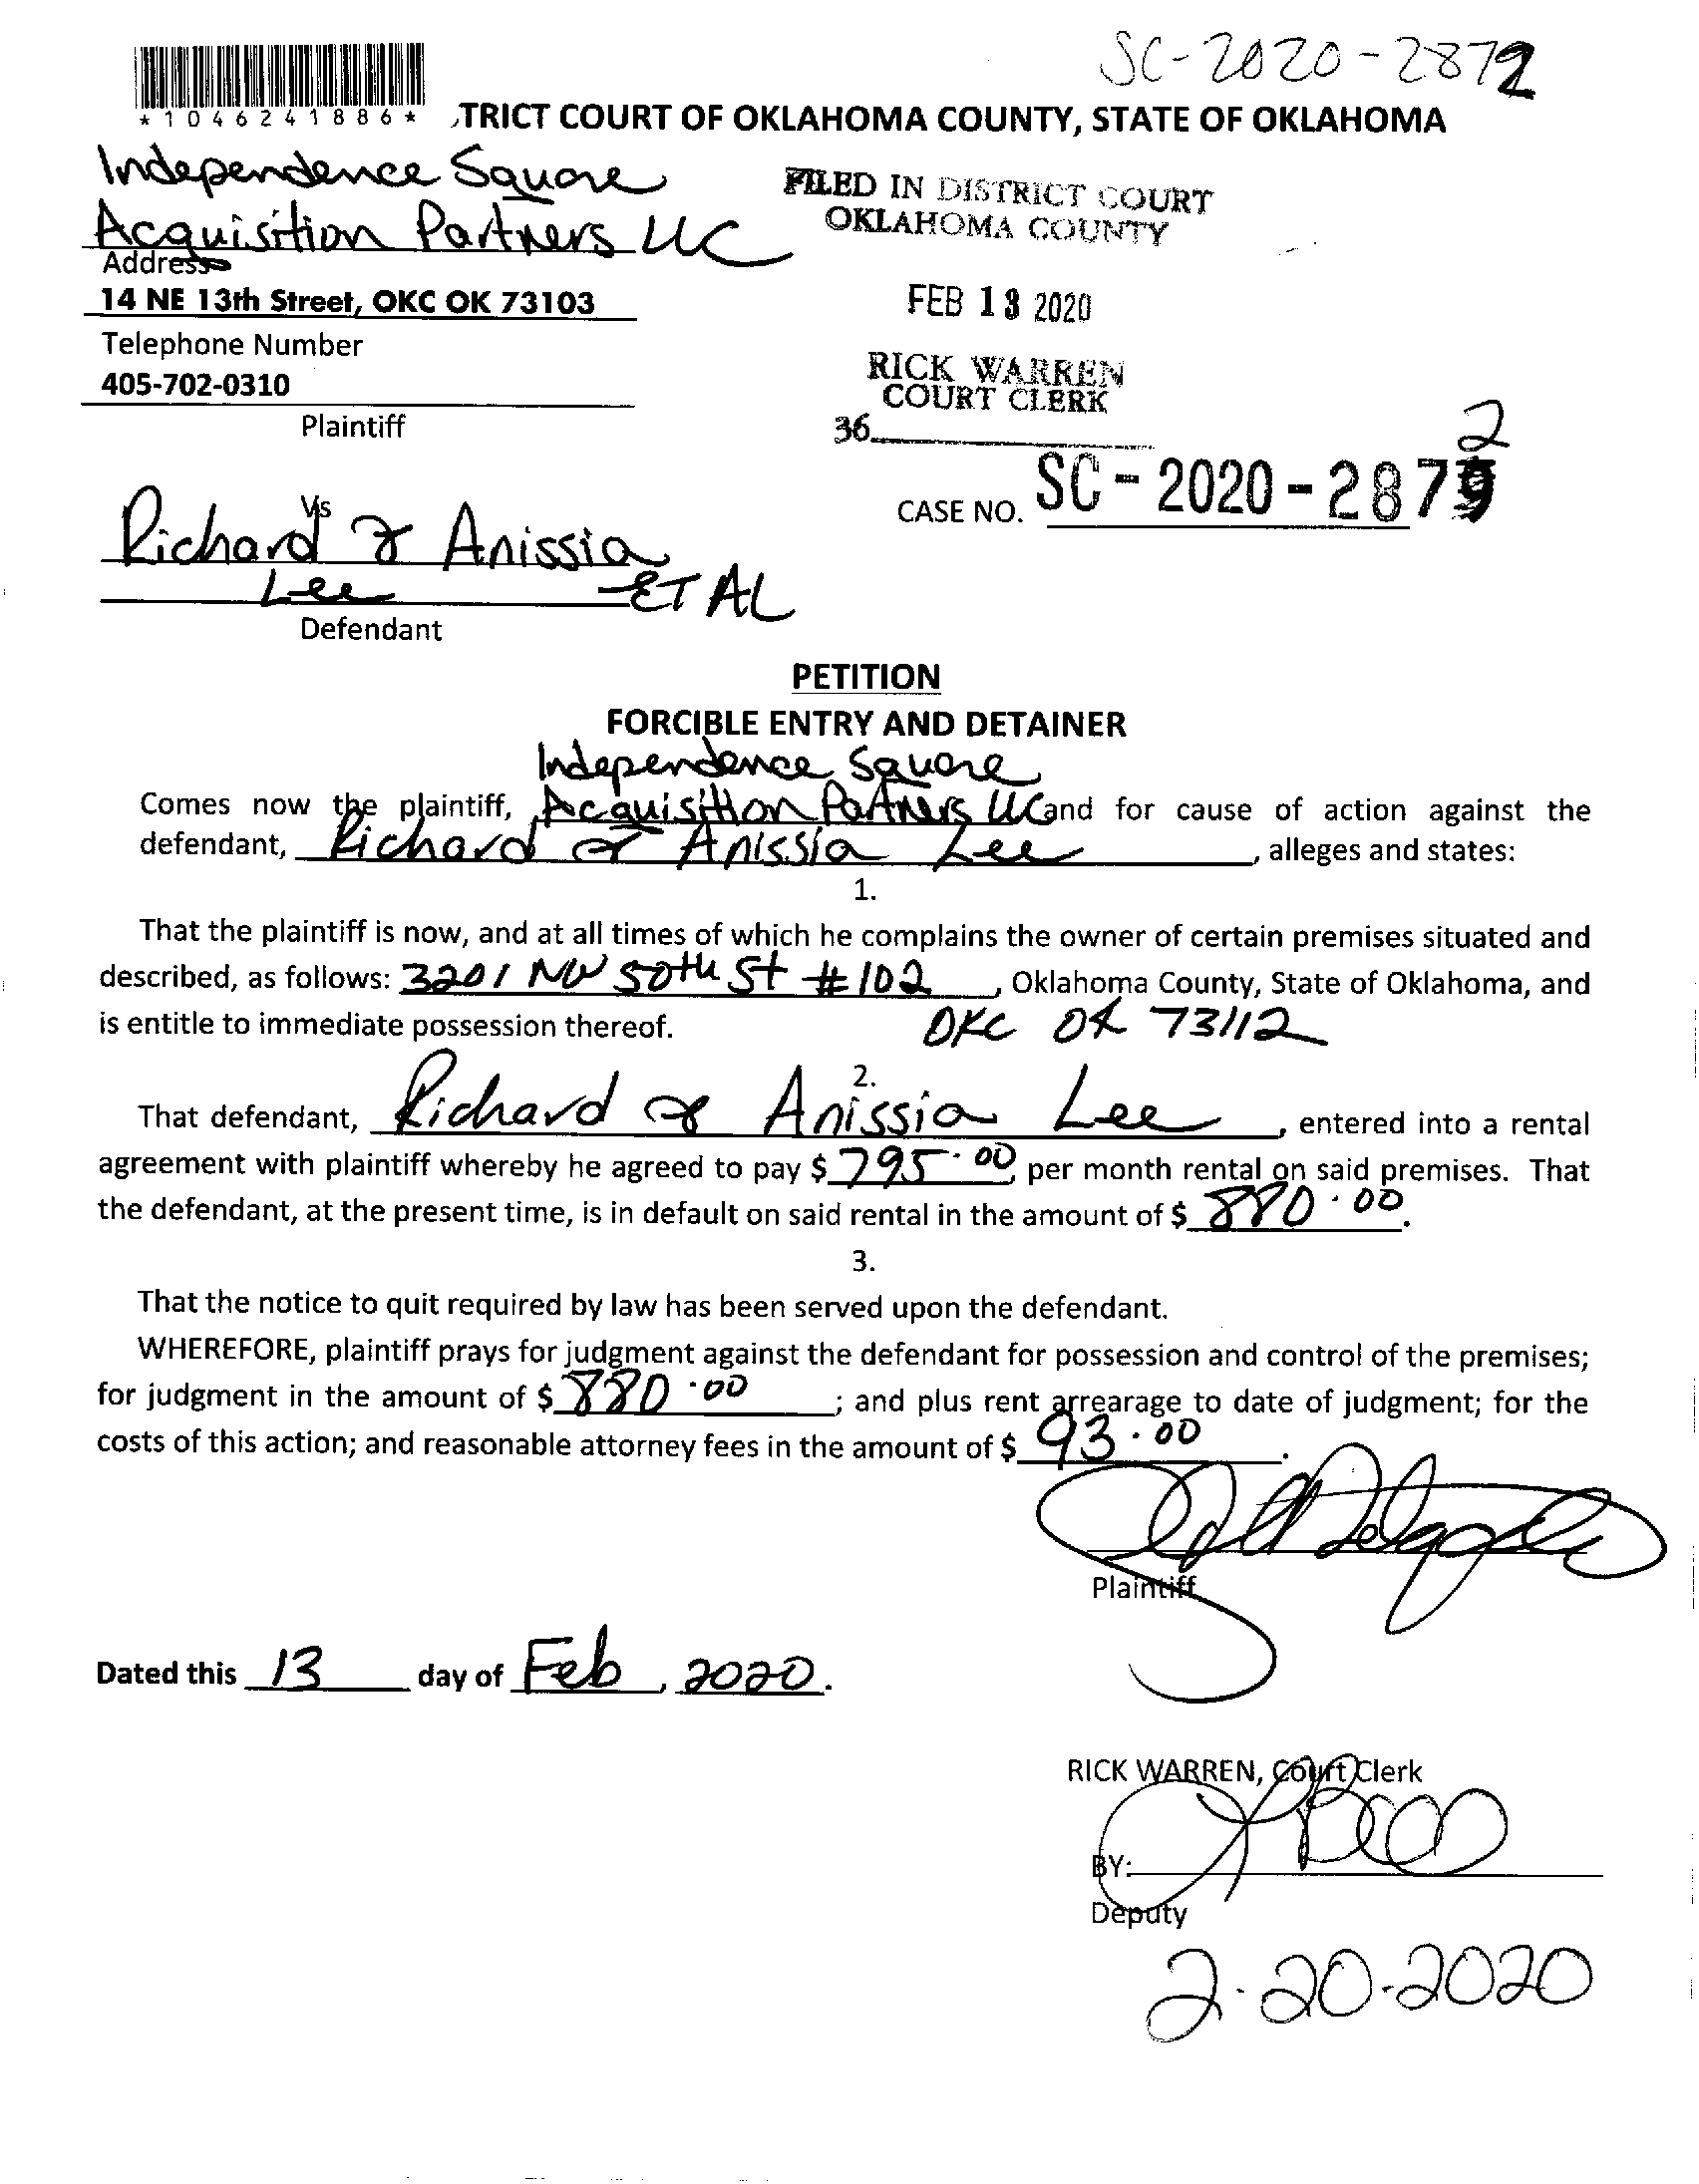 SC-2020-2872
*1046241886*
TRICT COURT OF OKLAHOMA COUNTY, STATE OF OKLAHOMA
Independence Square
Acquisition Partners LLC
Address
14 NE 13th Street, OKC OK 73103
Telephone Number
405-702-0310
Plaintiff
FILED IN DISTRICT COURT
OKLAHOMA COUNTY
FEB 13 2020
RICK WARREN
COURT CLERK
36
2
CASE NO. SC-2020-287
Vs
Richard & Anissia
Lee ET AL
Defendant
PETITION
FORCIBLE ENTRY AND DETAINER
Independence Square
Comes now the plaintiff, Acquisition Partners LLC and for cause of action against the
defendant, Richard & Anissia Lee, alleges and states:
1.
That the plaintiff is now, and at all times of which he complains the owner of certain premises situated and
described, as follows: 3201 NW 50th St #102, Oklahoma County, State of Oklahoma, and
is entitle to immediate possession thereof. OKC OK 73112
2.
That defendant, Richard & Anissia Lee, entered into a rental
agreement with plaintiff whereby he agreed to pay $ 795.00, per month rental on said premises. That
the defendant, at the present time, is in default on said rental in the amount of $ 880.00.
3.
That the notice to quit required by law has been served upon the defendant.
WHEREFORE, plaintiff prays for judgment against the defendant for possession and control of the premises;
for judgment in the amount of $ 880.00; and plus rent arrearage to date of judgment; for the
costs of this action; and reasonable attorney fees in the amount of $ 93.00.
Plaintiff
Dated this 13 day of Feb, 2020.
RICK WARREN, Court Clerk
BY:
Deputy
2-20-2020